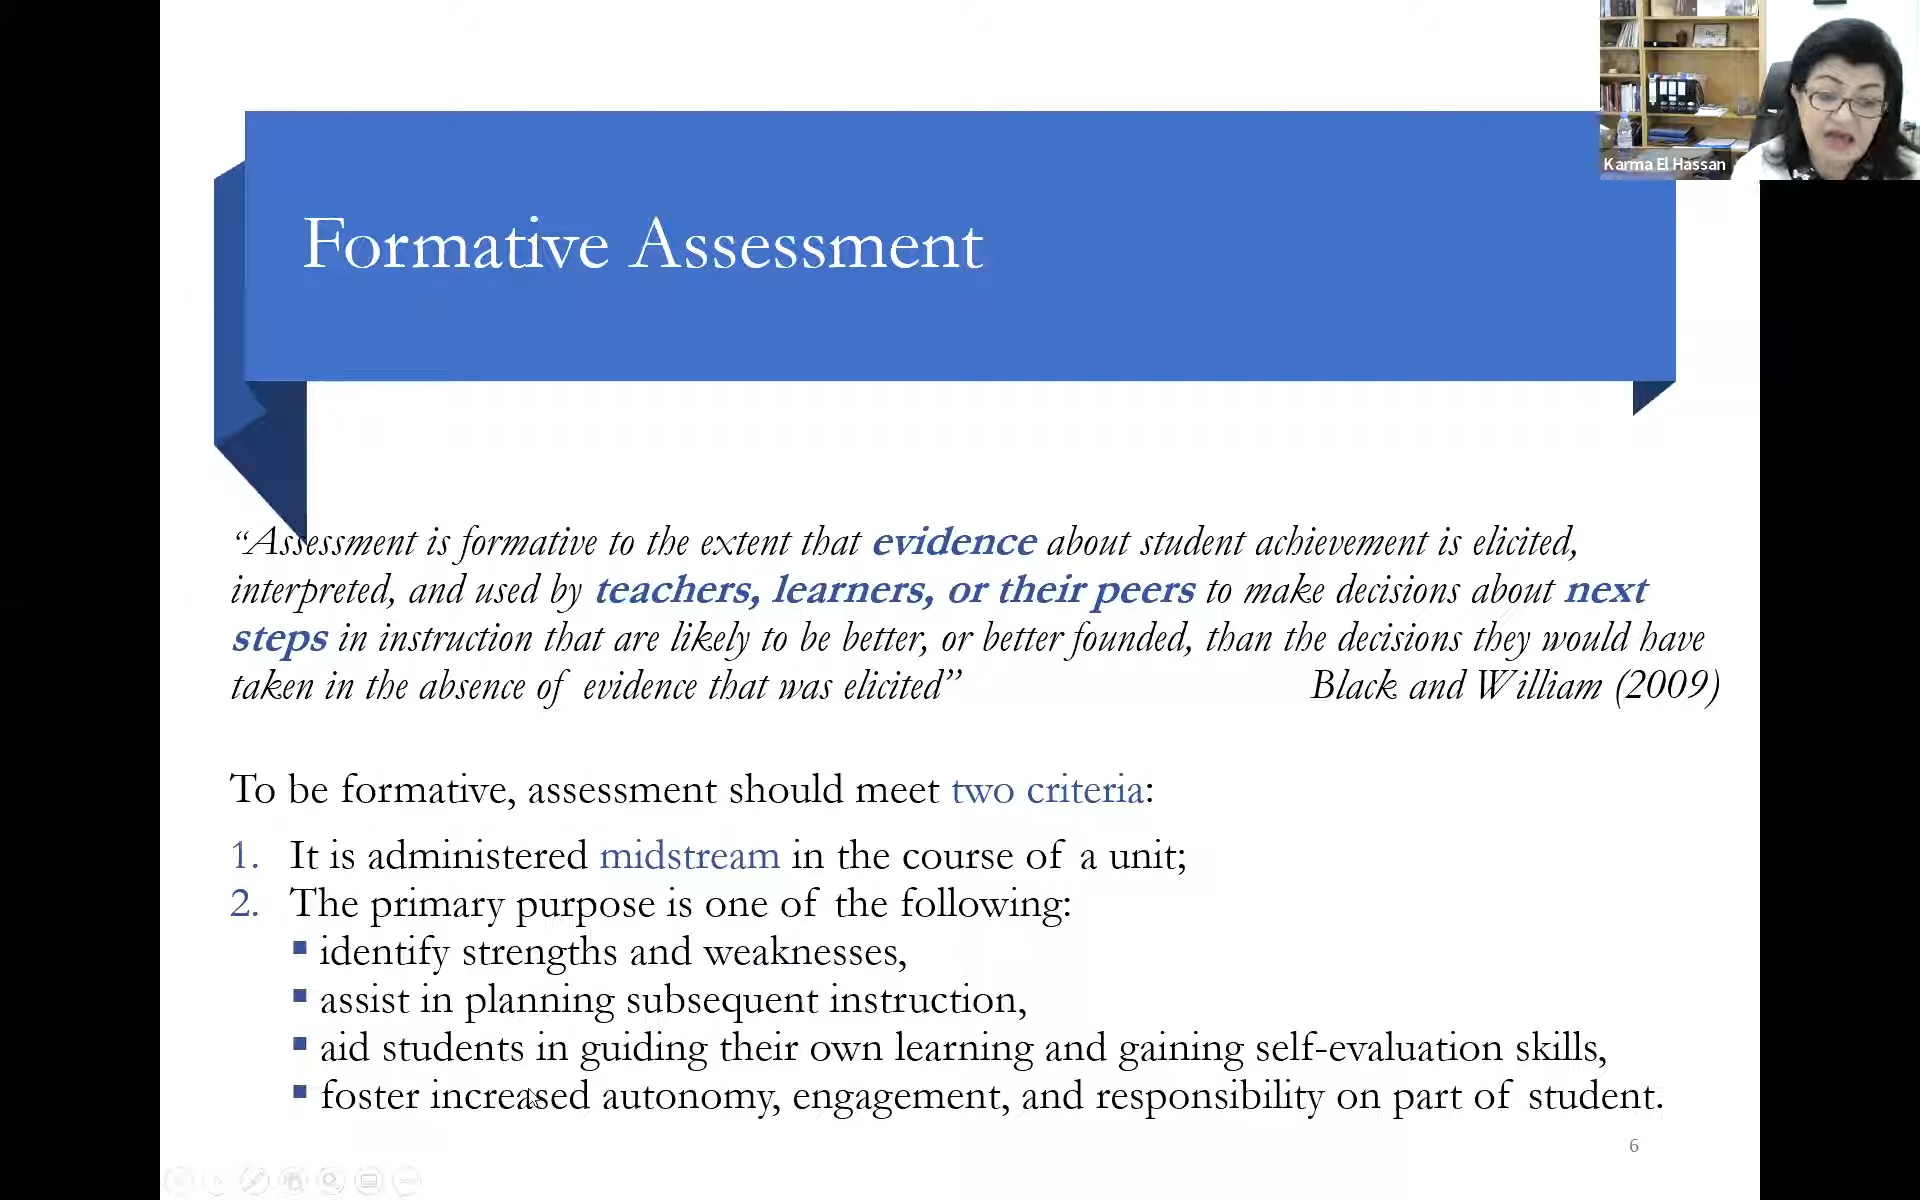 Karma El Hassan
Formative Assessment
“Assessment is formative to the extent that evidence about student achievement is elicited,
interpreted, and used by teachers, learners, or their peers to make decisions about next
steps in instruction that are likely to be better, or better founded, than the decisions they would have
taken in the absence of evidence that was elicited” Black and William (2009)
To be formative, assessment should meet two criteria:
1. It is administered midstream in the course of a unit;
2. The primary purpose is one of the following:
▪ identify strengths and weaknesses,
▪ assist in planning subsequent instruction,
▪ aid students in guiding their own learning and gaining self-evaluation skills,
▪ foster increased autonomy, engagement, and responsibility on part of student.
6